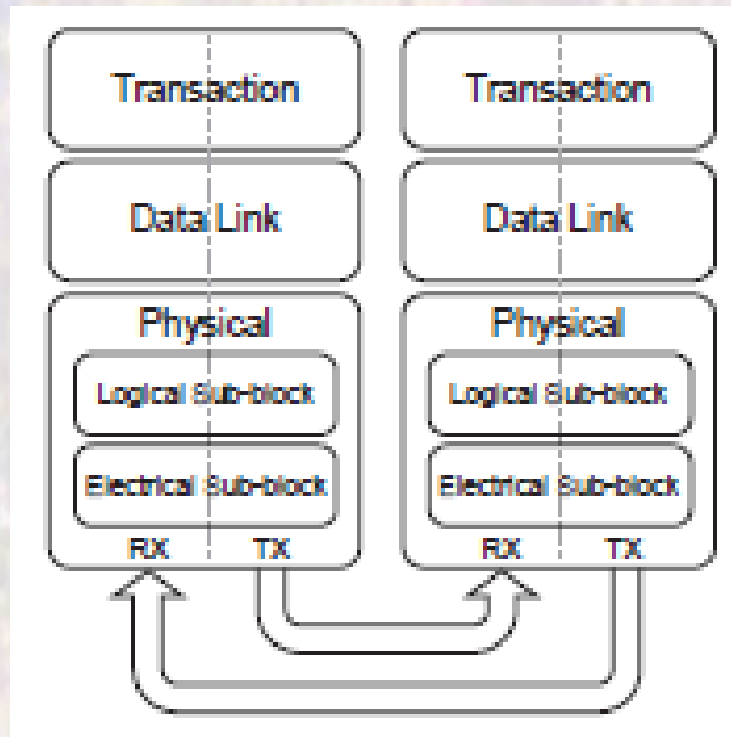 Transaction
Data Link
Physical
Logical Sub-block
Electrical Sub-block
RX TX
Transaction
Data Link
Physical
Logical Sub-block
Electrical Sub-block
RX TX